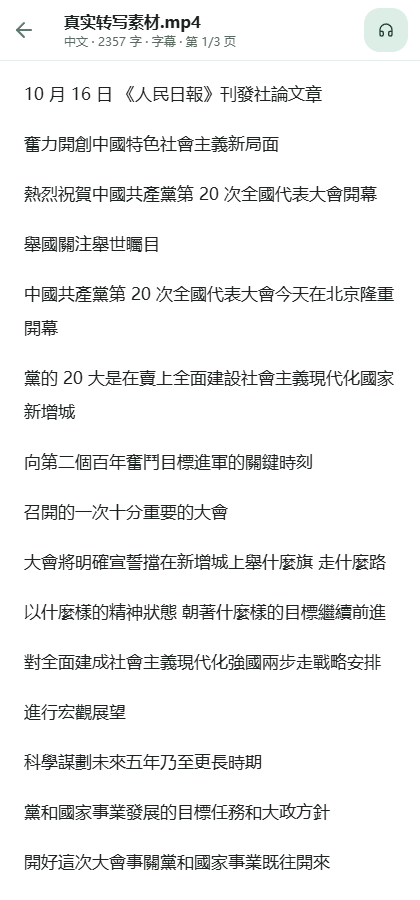 真实转写素材.mp4
中文 · 2357 字 · 字幕 · 第 1/3 页
10 月 16 日 《人民日報》刊發社論文章
奮力開創中國特色社會主義新局面
熱烈祝賀中國共產黨第 20 次全國代表大會開幕
舉國關注舉世矚目
中國共產黨第 20 次全國代表大會今天在北京隆重
開幕
黨的 20 大是在賣上全面建設社會主義現代化國家
新增城
向第二個百年奮鬥目標進軍的關鍵時刻
召開的一次十分重要的大會
大會將明確宣誓擋在新增城上舉什麼旗 走什麼路
以什麼樣的精神狀態 朝著什麼樣的目標繼續前進
對全面建成社會主義現代化強國兩步走戰略安排
進行宏觀展望
科學謀劃未來五年乃至更長時期
黨和國家事業發展的目標任務和大政方針
開好這次大會事關黨和國家事業既往開來